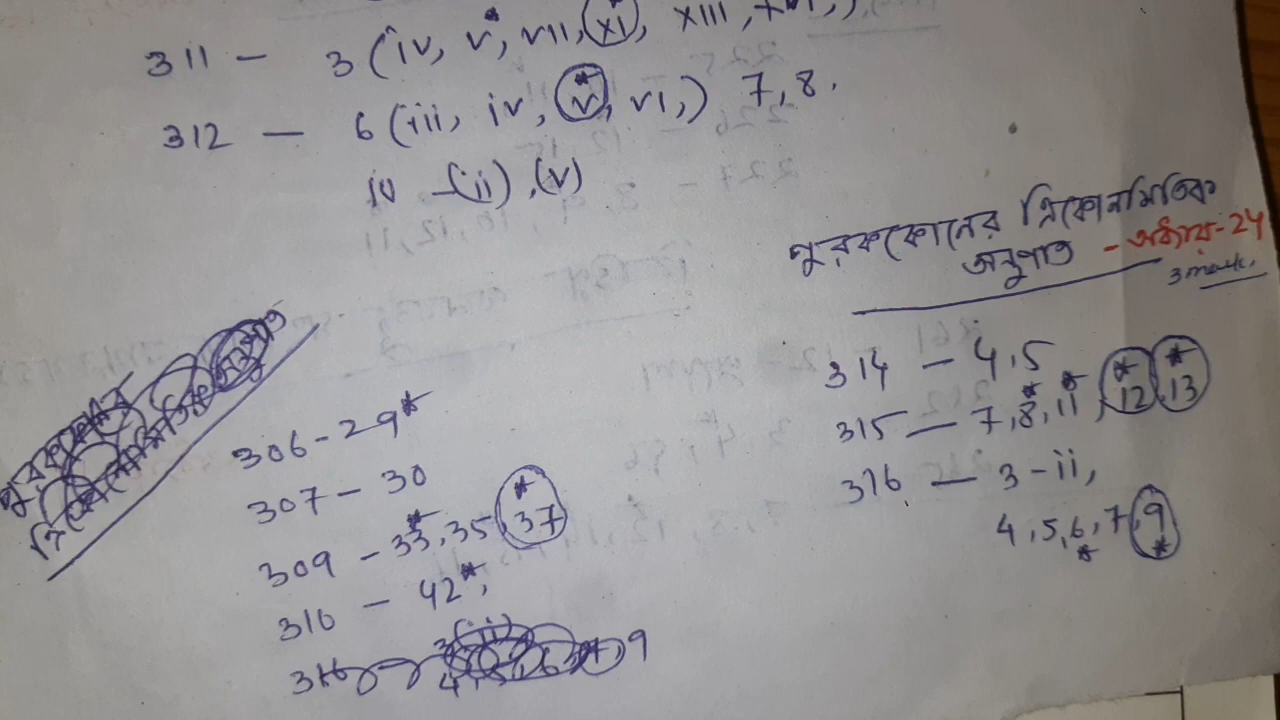 311 – 3 (iv, v*, vii, xi*, xiii,
312 – 6 (iii, iv, v*, vi,) 7, 8.
iv – (ii), (v)
পুরককোনের ত্রিকোনমিতিক
অনুপাত – অধ্যায়-24
3 mark.
306 – 29*
307 – 30
309 – 33*, 35, 37*
316 – 42*,
314 – 4, 5
315 – 7, 8*, 11*, 12*, 13*
316 – 3 – ii,
4, 5, 6*, 7, 9*